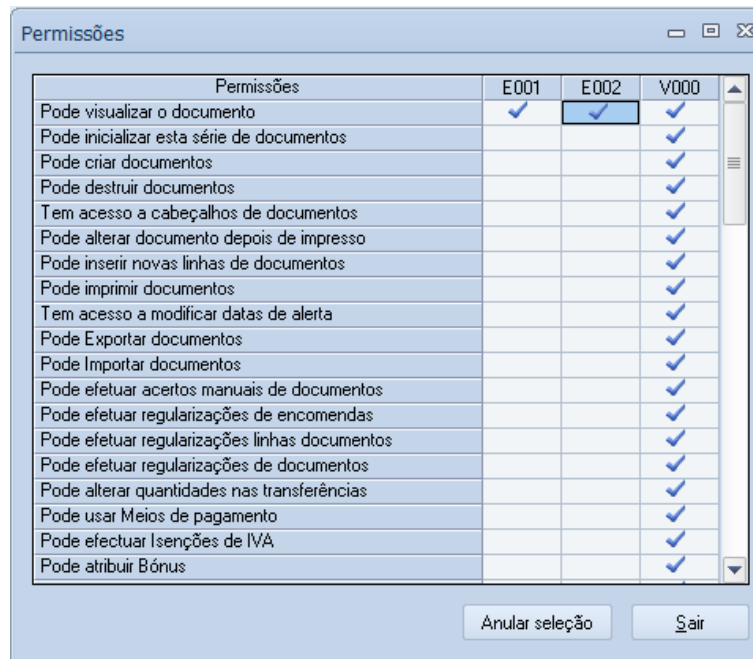 Permissões
Permissões E001 E002 V000
Pode visualizar o documento
Pode inicializar esta série de documentos
Pode criar documentos
Pode destruir documentos
Tem acesso a cabeçalhos de documentos
Pode alterar documento depois de impresso
Pode inserir novas linhas de documentos
Pode imprimir documentos
Tem acesso a modificar datas de alerta
Pode Exportar documentos
Pode Importar documentos
Pode efetuar acertos manuais de documentos
Pode efetuar regularizações de encomendas
Pode efetuar regularizações linhas documentos
Pode efetuar regularizações de documentos
Pode alterar quantidades nas transferências
Pode usar Meios de pagamento
Pode efectuar Isenções de IVA
Pode atribuir Bónus
Anular seleção Sair